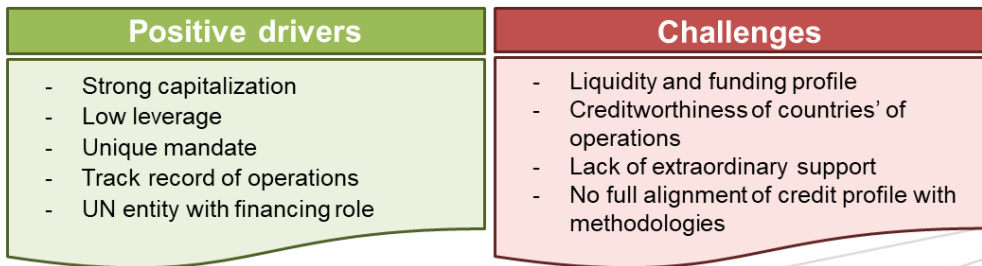 Positive drivers
- Strong capitalization
- Low leverage
- Unique mandate
- Track record of operations
- UN entity with financing role
Challenges
- Liquidity and funding profile
- Creditworthiness of countries' of
operations
- Lack of extraordinary support
- No full alignment of credit profile with
methodologies